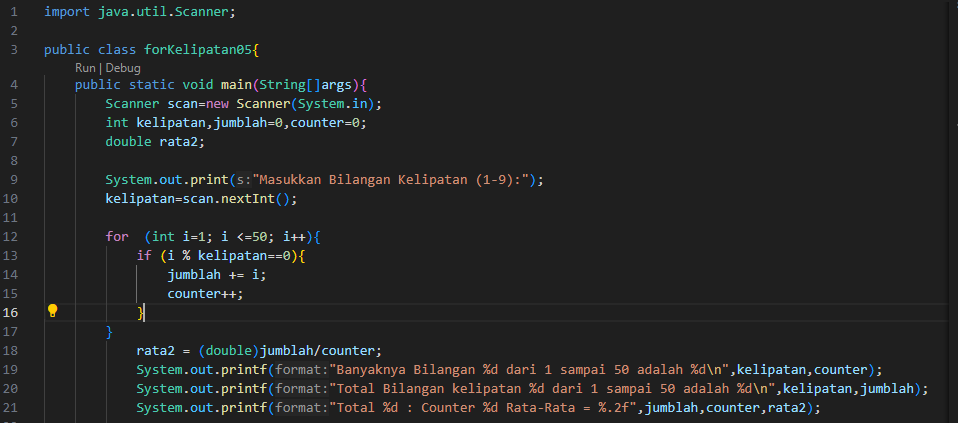 1 import java.util.Scanner;
2
3 public class forKelipatan05{
Run | Debug
4 public static void main(String[]args){
5 Scanner scan=new Scanner(System.in);
6 int kelipatan,jumblah=0,counter=0;
7 double rata2;
8
9 System.out.print(s:"Masukkan Bilangan Kelipatan (1-9):");
10 kelipatan=scan.nextInt();
11
12 for  (int i=1; i <=50; i++){
13 if (i % kelipatan==0){
14 jumblah += i;
15 counter++;
16 }
17 }
18 rata2 = (double)jumblah/counter;
19 System.out.printf(format:"Banyaknya Bilangan %d dari 1 sampai 50 adalah %d\n",kelipatan,counter);
20 System.out.printf(format:"Total Bilangan kelipatan %d dari 1 sampai 50 adalah %d\n",kelipatan,jumblah);
21 System.out.printf(format:"Total %d : Counter %d Rata-Rata = %.2f",jumblah,counter,rata2);